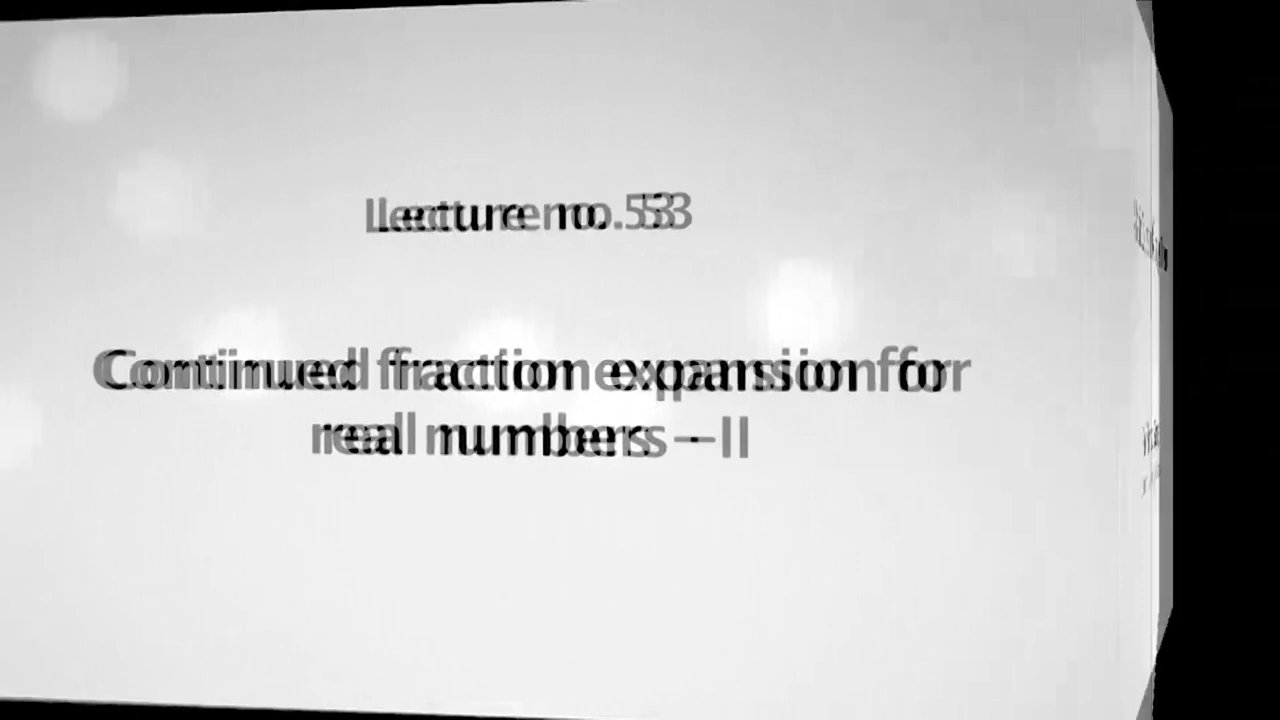 Lecture no. 53
Continued fraction expansion for
real numbers – II